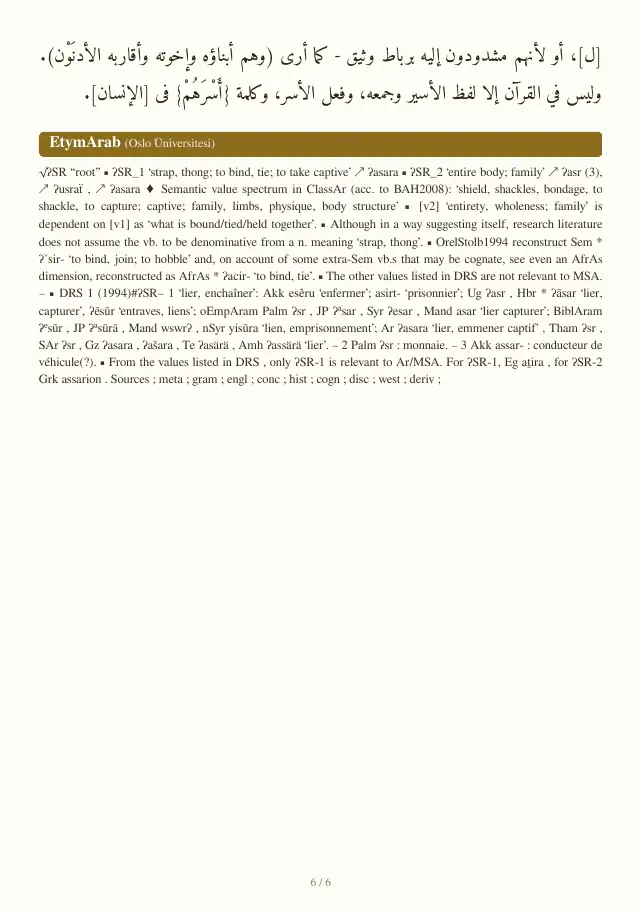 [ل]، أو لأنهم مشدودون إليه برباط وثيق - كما أرى (وهم أبناؤه وإخوته وأقاربه الأدنَوْن).
وليس في القرآن إلا لفظ الأسير وجمعه، وفعل الأسر، وكلمة {أَسْرَهُمْ} فى [الإنسان].
EtymArab (Oslo Üniversitesi)
√ʔSR “root” ▪ ʔSR_1 ‘strap, thong; to bind, tie; to take captive’ ↗ ʔasara ▪ ʔSR_2 ‘entire body; family’ ↗ ʔasr (3),
↗ ʔusraẗ , ↗ ʔasara ♦ Semantic value spectrum in ClassAr (acc. to BAH2008): ‘shield, shackles, bondage, to
shackle, to capture; captive; family, limbs, physique, body structure’ ▪ [v2] ‘entirety, wholeness; family’ is
dependent on [v1] as ‘what is bound/tied/held together’. ▪ Although in a way suggesting itself, research literature
does not assume the vb. to be denominative from a n. meaning ‘strap, thong’. ▪ OrelStolb1994 reconstruct Sem *
ʔˇsir- ‘to bind, join; to hobble’ and, on account of some extra-Sem vb.s that may be cognate, see even an AfrAs
dimension, reconstructed as AfrAs * ʔacir- ‘to bind, tie’. ▪ The other values listed in DRS are not relevant to MSA.
– ▪ DRS 1 (1994)#ʔSR– 1 ‘lier, enchaîner’: Akk esēru ‘enfermer’; asirt- ‘prisonnier’; Ug ʔasr , Hbr * ʔāsar ‘lier,
capturer’, ʔēsūr ‘entraves, liens’; oEmpAram Palm ʔsr , JP ʔᵃsar , Syr ʔesar , Mand asar ‘lier capturer’; BiblAram
ʔᵉsūr , JP ʔᵃsūrā , Mand wswrʔ , nSyr yisūra ‘lien, emprisonnement’; Ar ʔasara ‘lier, emmener captif’ , Tham ʔsr ,
SAr ʔsr , Gz ʔasara , ʔašara , Te ʔasärä , Amh ʔassärä ‘lier’. – 2 Palm ʔsr : monnaie. – 3 Akk assar- : conducteur de
véhicule(?). ▪ From the values listed in DRS , only ʔSR-1 is relevant to Ar/MSA. For ʔSR-1, Eg aṯira , for ʔSR-2
Grk assarion . Sources ; meta ; gram ; engl ; conc ; hist ; cogn ; disc ; west ; deriv ;
6 / 6